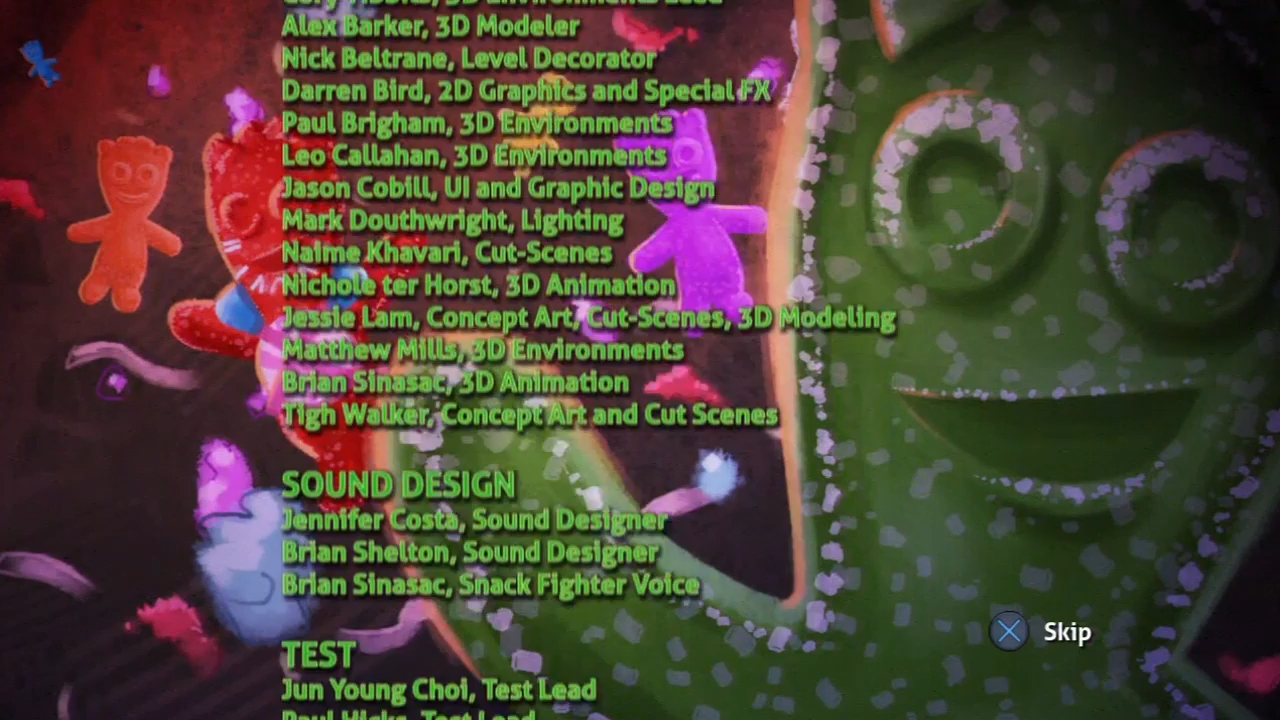 Alex Barker, 3D Modeler
Nick Beltrane, Level Decorator
Darren Bird, 2D Graphics and Special FX
Paul Brigham, 3D Environments
Leo Callahan, 3D Environments
Jason Cobill, UI and Graphic Design
Mark Douthwright, Lighting
Naime Khavari, Cut-Scenes
Nichole ter Horst, 3D Animation
Jessie Lam, Concept Art, Cut-Scenes, 3D Modeling
Matthew Mills, 3D Environments
Brian Sinasac, 3D Animation
Tigh Walker, Concept Art and Cut Scenes
SOUND DESIGN
Jennifer Costa, Sound Designer
Brian Shelton, Sound Designer
Brian Sinasac, Snack Fighter Voice
Skip
TEST
Jun Young Choi, Test Lead
Paul Hicks, Test Lead